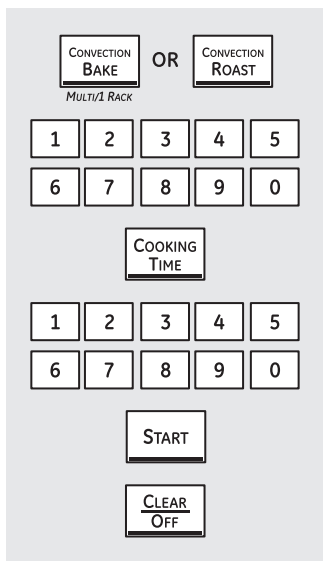 CONVECTION CONVECTION
BAKE OR ROAST
MULTI/1 RACK
1 2 3 4 5
6 7 8 9 0
COOKING
TIME
1 2 3 4 5
6 7 8 9 0
START
CLEAR
OFF